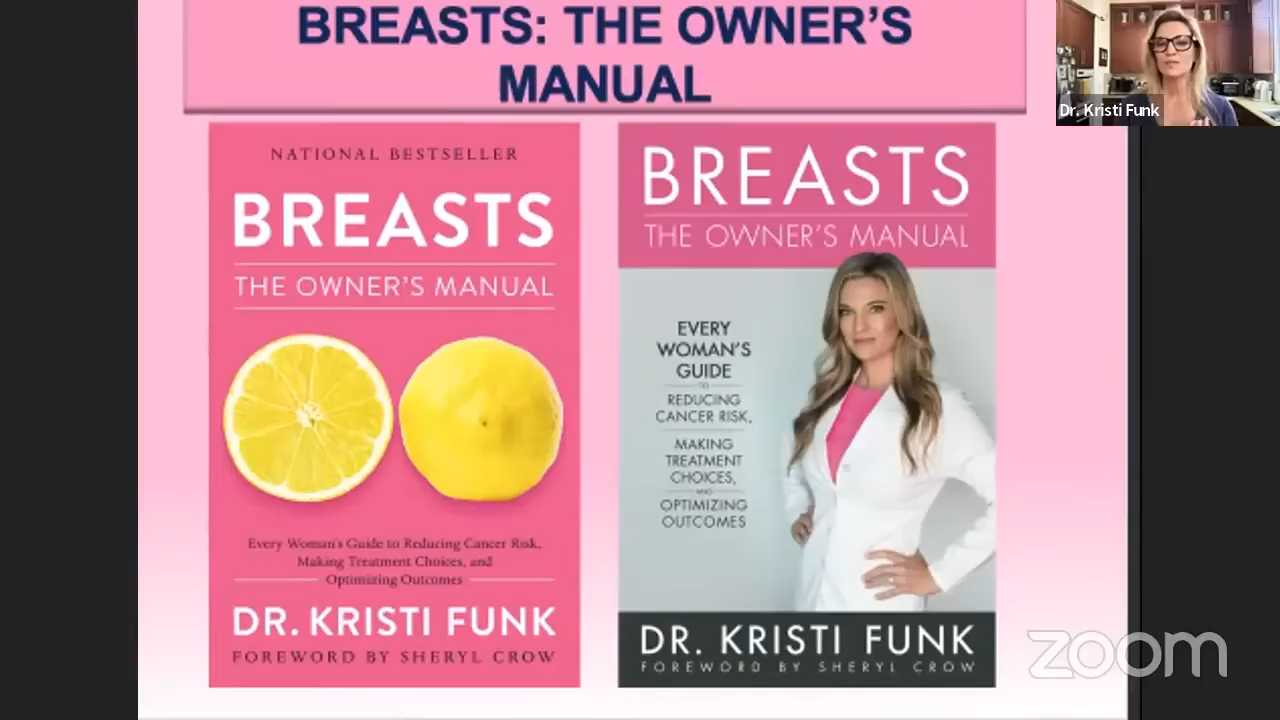 BREASTS: THE OWNER'S
MANUAL
Dr. Kristi Funk
NATIONAL BESTSELLER
BREASTS
THE OWNER'S MANUAL
Every Woman's Guide to Reducing Cancer Risk,
Making Treatment Choices, and
Optimizing Outcomes
DR. KRISTI FUNK
FOREWORD BY SHERYL CROW
BREASTS
THE OWNER'S MANUAL
EVERY
WOMAN'S
GUIDE
TO
REDUCING
CANCER RISK,
MAKING
TREATMENT
CHOICES,
AND
OPTIMIZING
OUTCOMES
DR. KRISTI FUNK
FOREWORD BY SHERYL CROW
zoom